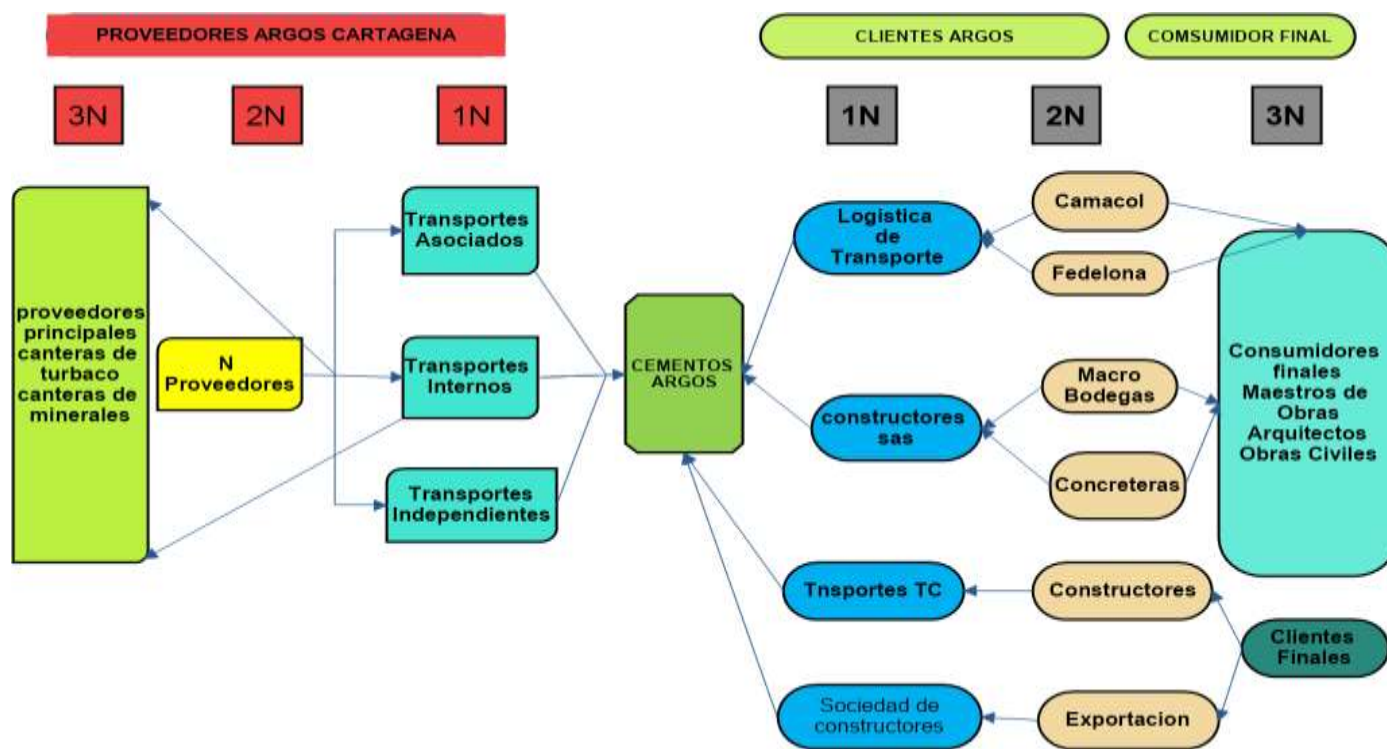 PROVEEDORES ARGOS CARTAGENA
CLIENTES ARGOS
COMSUMIDOR FINAL
3N
2N
1N
1N
2N
3N
proveedores
principales
canteras de
turbaco
canteras de
minerales
N
Proveedores
Transportes
Asociados
Transportes
Internos
Transportes
Independientes
CEMENTOS
ARGOS
Logistica
de
Transporte
constructores
sas
Tnsportes TC
Sociedad de
constructores
Camacol
Fedelona
Macro
Bodegas
Concreteras
Constructores
Exportacion
Consumidores
finales
Maestros de
Obras
Arquitectos
Obras Civiles
Clientes
Finales